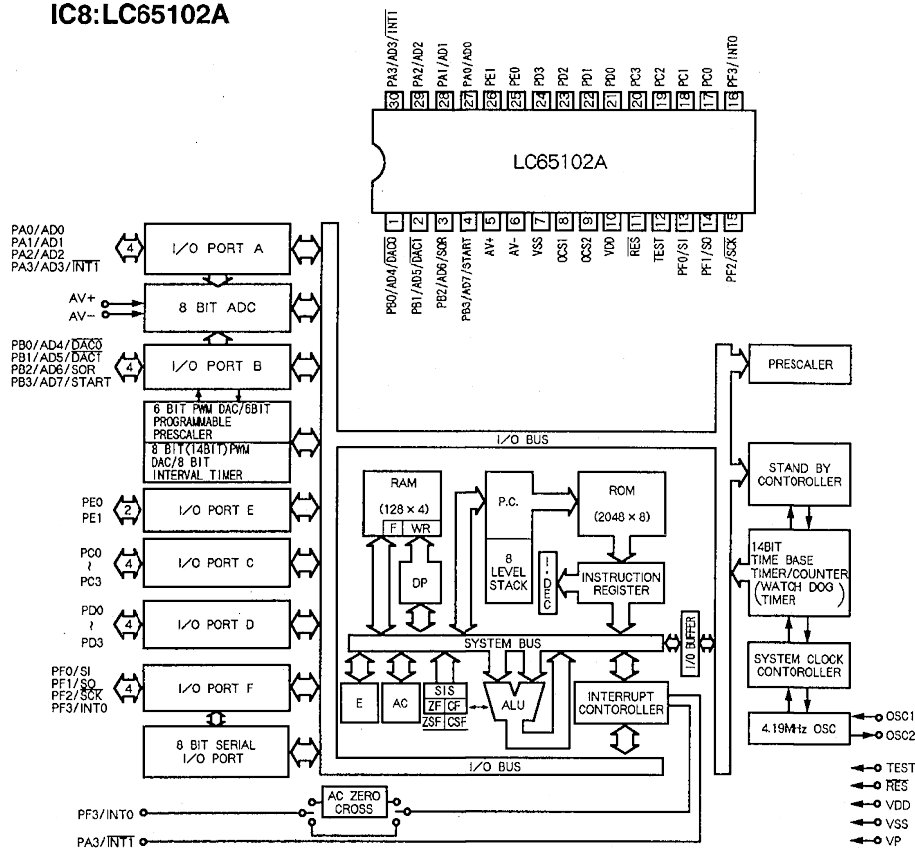 IC8:LC65102A
PA3/AD3/INT1
PA2/AD2
PA1/AD1
PA0/AD0
PE1
PE0
PD3
PD2
PD1
PD0
PC3
PC2
PC1
PC0
PF3/INT0
30 29 28 27 26 25 24 23 22 21 20 19 18 17 16
LC65102A
1 2 3 4 5 6 7 8 9 10 11 12 13 14 15
PB0/AD4/DAC0
PB1/AD5/DAC1
PB2/AD6/SOR
PB3/AD7/START
AV+
AV-
VSS
OCS1
OCS2
VDD
RES
TEST
PF0/SI
PF1/SO
PF2/SCK
PA0/AD0
PA1/AD1
PA2/AD2
PA3/AD3/INT1
4
I/O PORT A
AV+
AV-
8 BIT ADC
PB0/AD4/DAC0
PB1/AD5/DAC1
PB2/AD6/SOR
PB3/AD7/START
4
I/O PORT B
6 BIT PWM DAC/6BIT
PROGRAMMABLE
PRESCALER
8 BIT(14BIT)PWM
DAC/8 BIT
INTERVAL TIMER
PE0
PE1
2
I/O PORT E
PC0
~
PC3
4
I/O PORT C
PD0
~
PD3
4
I/O PORT D
PF0/SI
PF1/SO
PF2/SCK
PF3/INT0
4
I/O PORT F
8 BIT SERIAL
I/O PORT
I/O BUS
RAM
(128 × 4)
F WR
DP
P.C.
8
LEVEL
STACK
ROM
(2048 × 8)
I-DEC
INSTRUCTION
REGISTER
SYSTEM BUS
I/O BUFFER
E
AC
SIS
ZF CF
ZSF CSF
ALU
INTERRUPT
CONTOROLLER
I/O BUS
PRESCALER
STAND BY
CONTOROLLER
14BIT
TIME BASE
TIMER/COUNTER
(WATCH DOG
TIMER)
SYSTEM CLOCK
CONTOROLLER
4.19MHz OSC
OSC1
OSC2
TEST
RES
VDD
VSS
VP
AC ZERO
CROSS
PF3/INT0
PA3/INT1